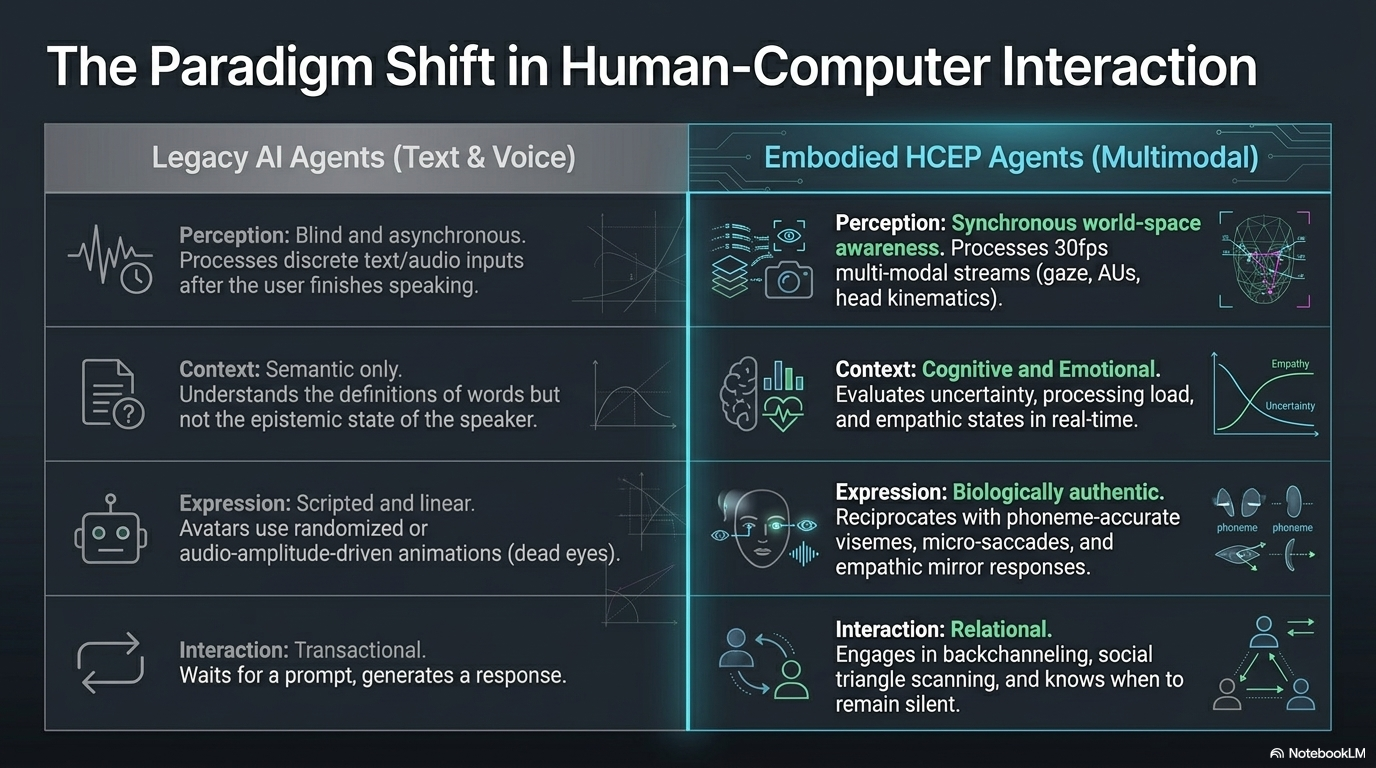 The Paradigm Shift in Human-Computer Interaction
Legacy AI Agents (Text & Voice)
Embodied HCEP Agents (Multimodal)
Perception: Blind and asynchronous.
Processes discrete text/audio inputs
after the user finishes speaking.
Perception: Synchronous world-space
awareness. Processes 30fps
multi-modal streams (gaze, AUs,
head kinematics).
Context: Semantic only.
Understands the definitions of words but
not the epistemic state of the speaker.
Context: Cognitive and Emotional.
Evaluates uncertainty, processing load,
and empathic states in real-time.
Empathy
Uncertainty
Expression: Scripted and linear.
Avatars use randomized or
audio-amplitude-driven animations (dead eyes).
Expression: Biologically authentic.
Reciprocates with phoneme-accurate
visemes, micro-saccades, and
empathic mirror responses.
phoneme phoneme
Interaction: Transactional.
Waits for a prompt, generates a response.
Interaction: Relational.
Engages in backchanneling, social
triangle scanning, and knows when to
remain silent.
NotebookLM